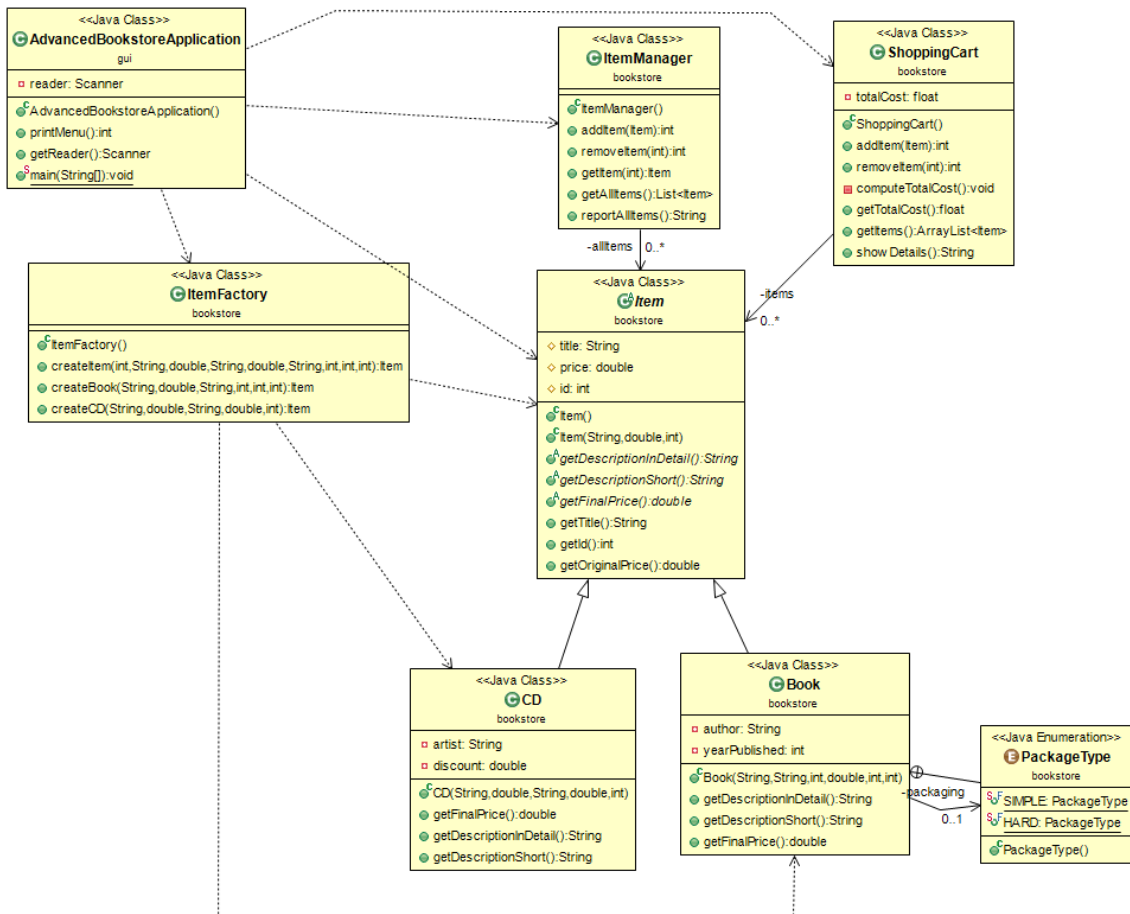 <<Java Class>>
AdvancedBookstoreApplication
gui
reader: Scanner
AdvancedBookstoreApplication()
printMenu():int
getReader():Scanner
main(String[]):void
<<Java Class>>
ItemManager
bookstore
ItemManager()
addItem(Item):int
removeItem(int):int
getItem(int):Item
getAllItems():List<Item>
reportAllItems():String
<<Java Class>>
ShoppingCart
bookstore
totalCost: float
ShoppingCart()
addItem(Item):int
removeItem(int):int
computeTotalCost():void
getTotalCost():float
getItems():ArrayList<Item>
show Details():String
-allItems
0..*
-items
0..*
<<Java Class>>
ItemFactory
bookstore
ItemFactory()
createItem(int,String,double,String,double,String,int,int,int):Item
createBook(String,double,String,int,int,int):Item
createCD(String,double,String,double,int):Item
<<Java Class>>
Item
bookstore
title: String
price: double
id: int
Item()
Item(String,double,int)
getDescriptionInDetail():String
getDescriptionShort():String
getFinalPrice():double
getTitle():String
getId():int
getOriginalPrice():double
<<Java Class>>
CD
bookstore
artist: String
discount: double
CD(String,double,String,double,int)
getFinalPrice():double
getDescriptionInDetail():String
getDescriptionShort():String
<<Java Class>>
Book
bookstore
author: String
yearPublished: int
Book(String,String,int,double,int,int)
getDescriptionInDetail():String
getDescriptionShort():String
getFinalPrice():double
-packaging
0..1
<<Java Enumeration>>
PackageType
bookstore
SIMPLE: PackageType
HARD: PackageType
PackageType()